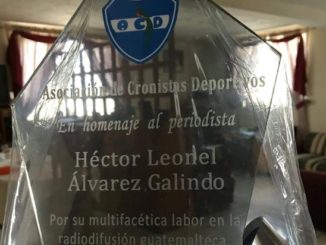 ACD
Asociación de Cronistas Deportivos
En homenaje al periodista
Héctor Leonel
Álvarez Galindo
Por su multifacética labor en la
radiodifusión guatemalteca